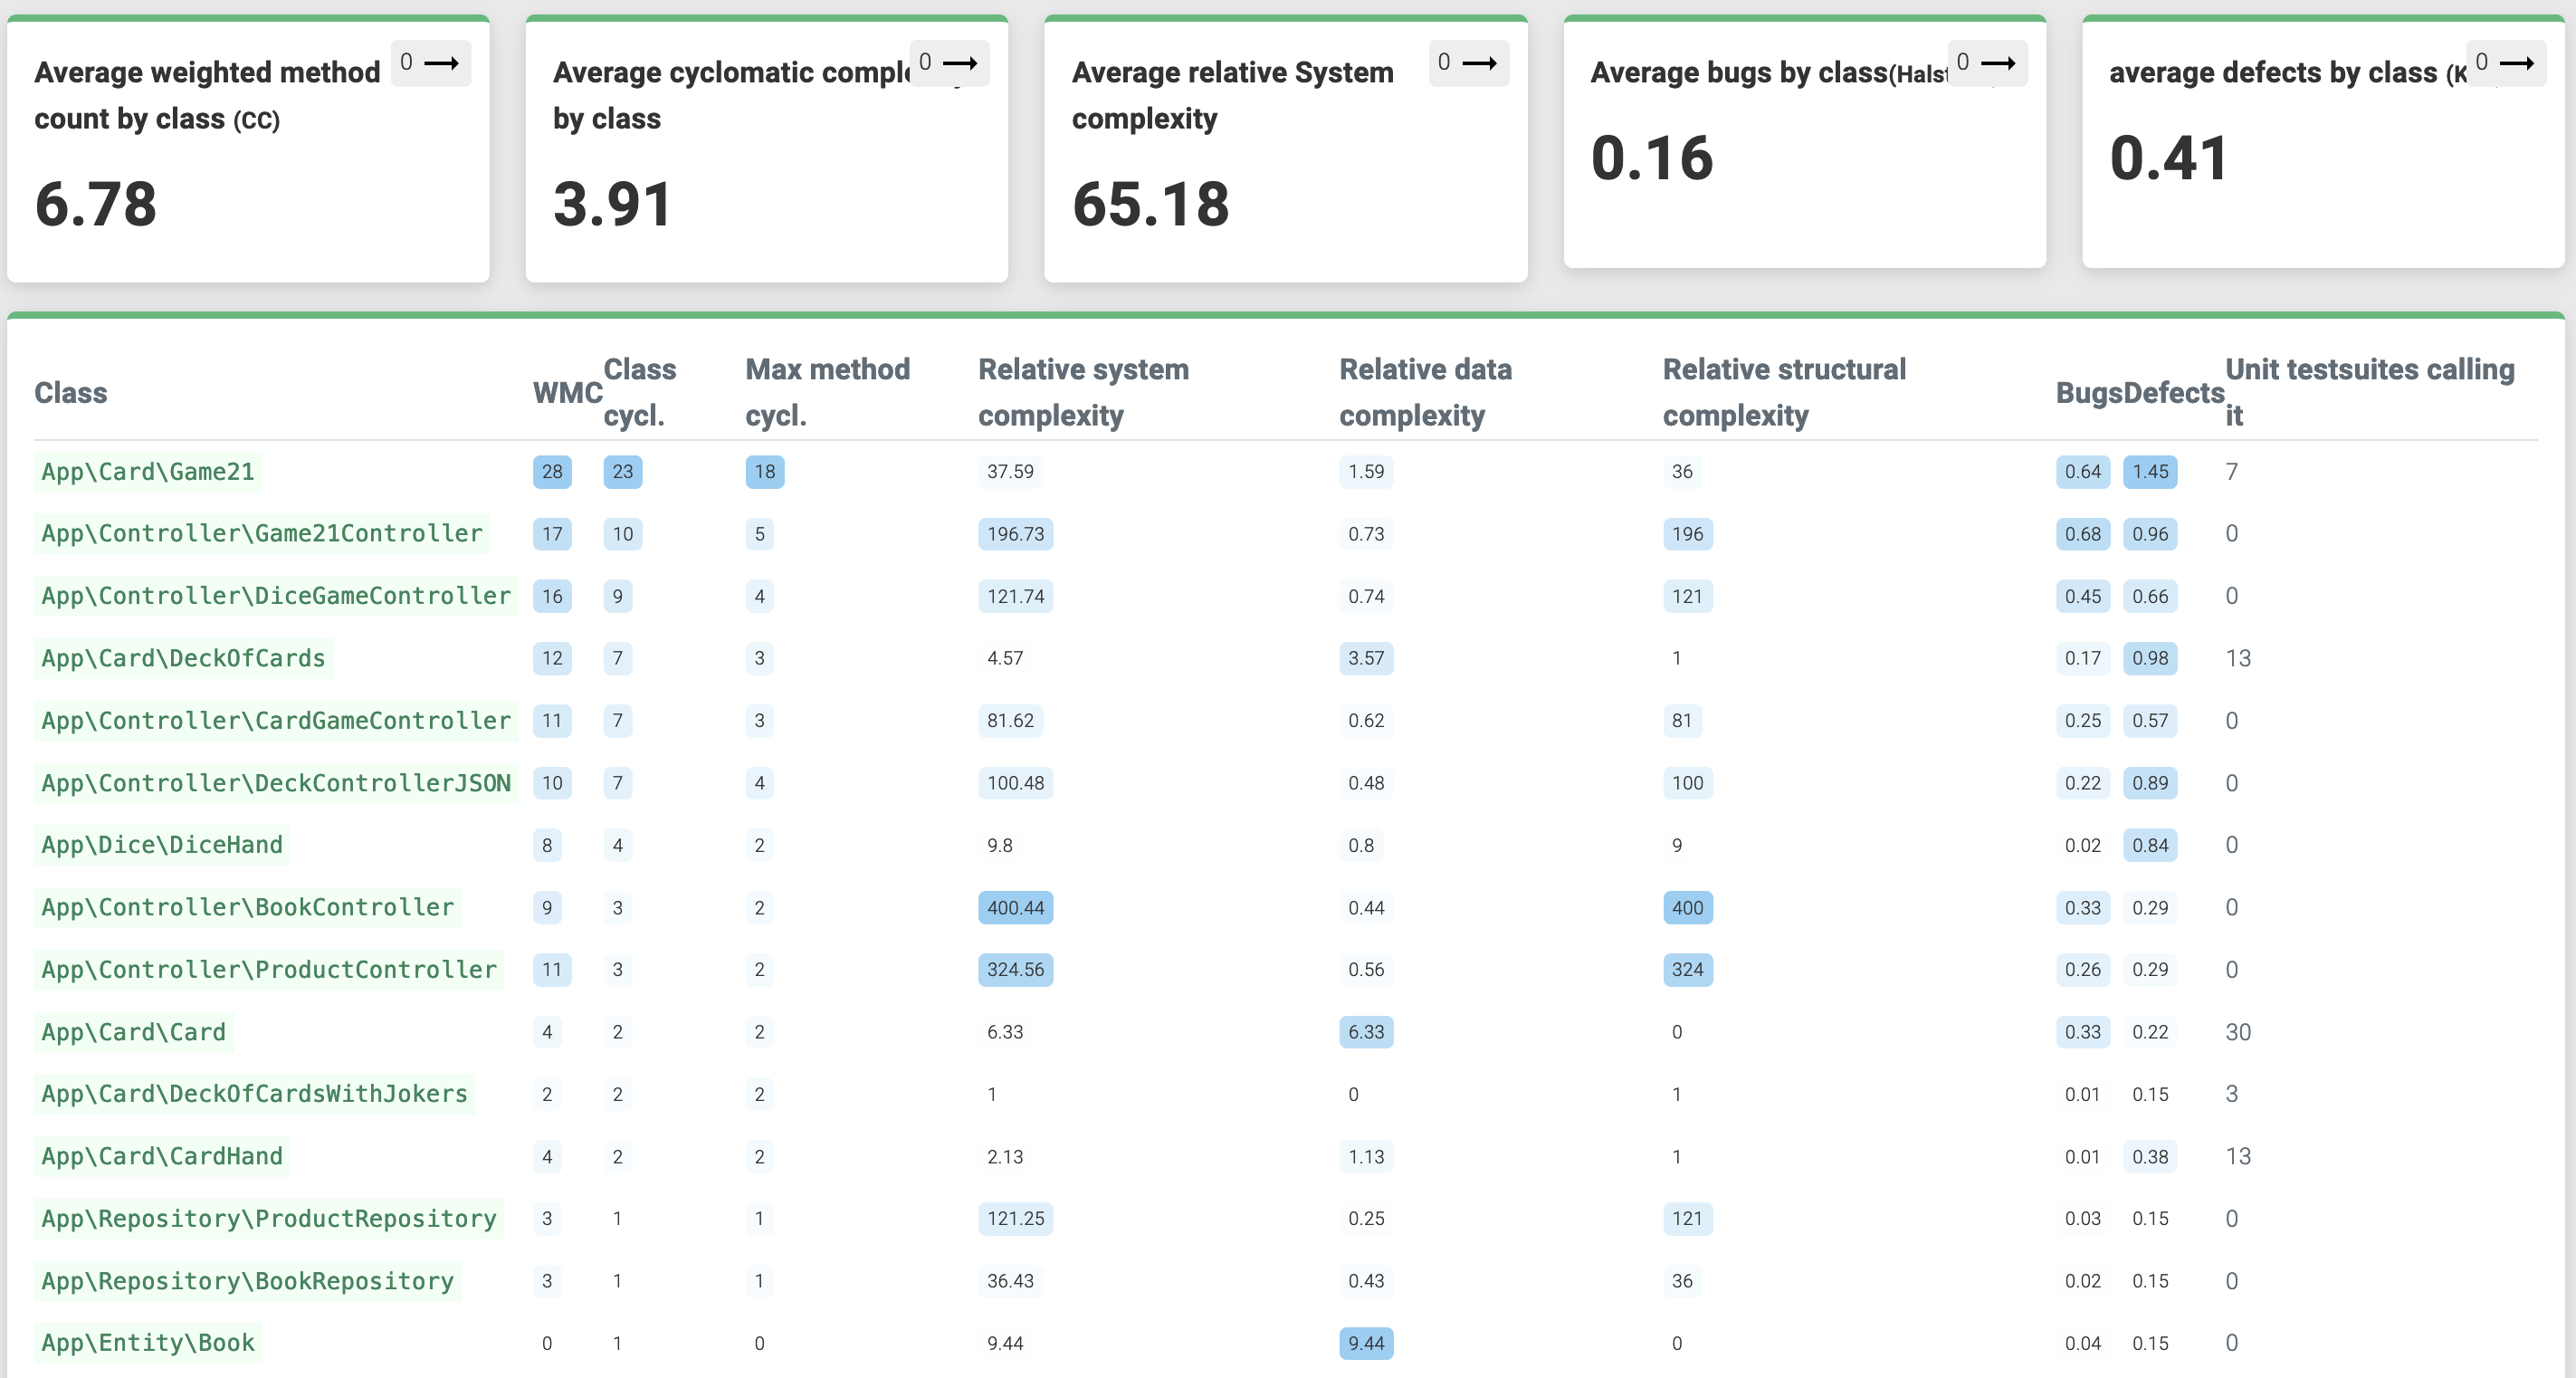 Average weighted method
count by class (CC)
0 →
6.78
Average cyclomatic
by class
0 →
3.91
Average relative System
complexity
0 →
65.18
Average bugs by class
0 →
0.16
average defects by class
0 →
0.41
Class WMC Class cycl. Max method cycl. Relative system complexity Relative data complexity Relative structural complexity Bugs Defects Unit testsuites calling it
App\Card\Game21 28 23 18 37.59 1.59 36 0.64 1.45 7
App\Controller\Game21Controller 17 10 5 196.73 0.73 196 0.68 0.96 0
App\Controller\DiceGameController 16 9 4 121.74 0.74 121 0.45 0.66 0
App\Card\DeckOfCards 12 7 3 4.57 3.57 1 0.17 0.98 13
App\Controller\CardGameController 11 7 3 81.62 0.62 81 0.25 0.57 0
App\Controller\DeckControllerJSON 10 7 4 100.48 0.48 100 0.22 0.89 0
App\Dice\DiceHand 8 4 2 9.8 0.8 9 0.02 0.84 0
App\Controller\BookController 9 3 2 400.44 0.44 400 0.33 0.29 0
App\Controller\ProductController 11 3 2 324.56 0.56 324 0.26 0.29 0
App\Card\Card 4 2 2 6.33 6.33 0 0.33 0.22 30
App\Card\DeckOfCardsWithJokers 2 2 2 1 0 1 0.01 0.15 3
App\Card\CardHand 4 2 2 2.13 1.13 1 0.01 0.38 13
App\Repository\ProductRepository 3 1 1 121.25 0.25 121 0.03 0.15 0
App\Repository\BookRepository 3 1 1 36.43 0.43 36 0.02 0.15 0
App\Entity\Book 0 1 0 9.44 9.44 0 0.04 0.15 0